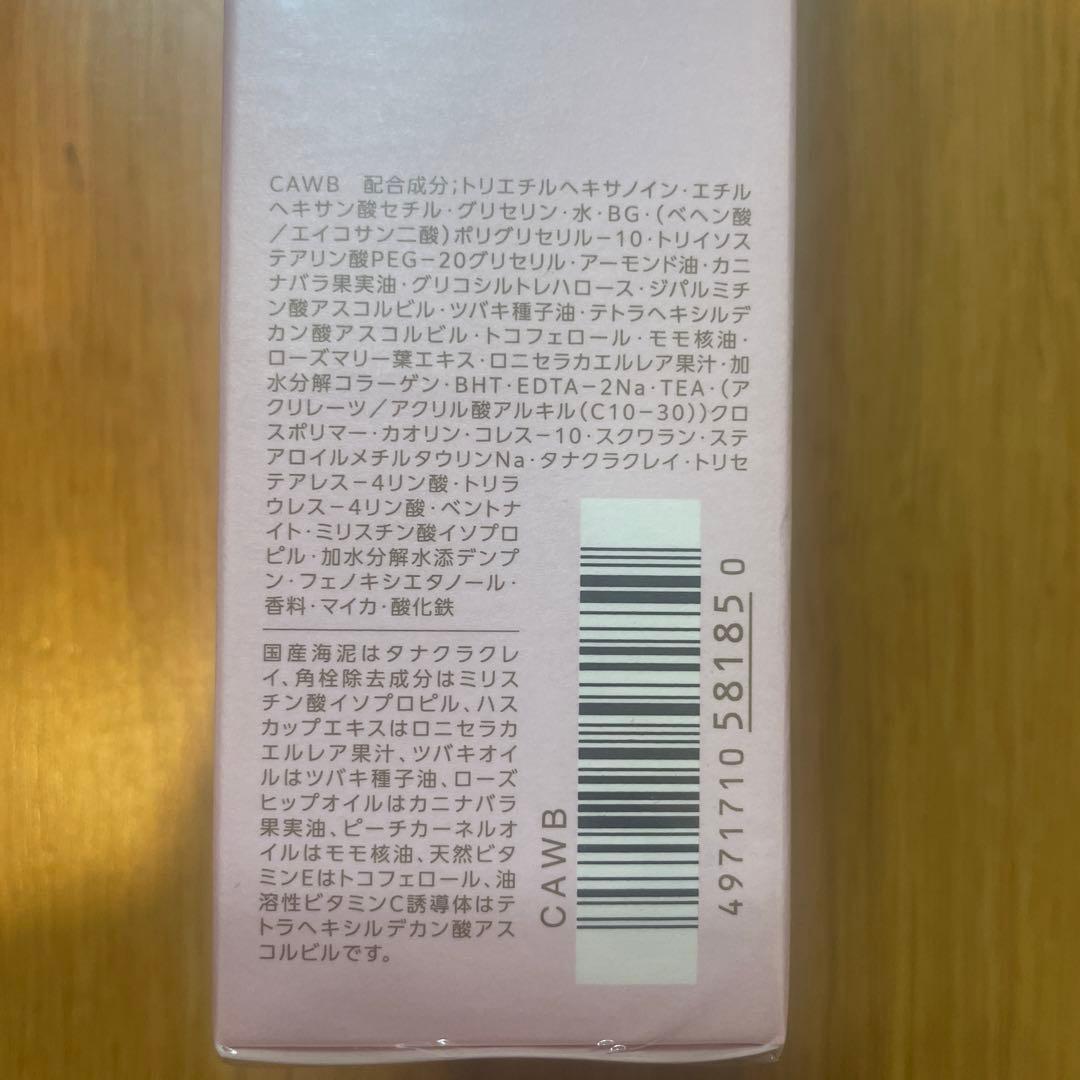 CAWB　配合成分;トリエチルヘキサノイン・エチル
ヘキサン酸セチル・グリセリン・水・BG・(ベヘン酸
/エイコサン二酸)ポリグリセリル−10・トリイソス
テアリン酸PEG−20グリセリル・アーモンド油・カニ
ナバラ果実油・グリコシルトレハロース・ジパルミチ
ン酸アスコルビル・ツバキ種子油・テトラヘキシルデ
カン酸アスコルビル・トコフェロール・モモ核油・
ローズマリー葉エキス・ロニセラカエルレア果汁・加
水分解コラーゲン・BHT・EDTA−2Na・TEA・(ア
クリレーツ/アクリル酸アルキル(C10−30))クロ
スポリマー・カオリン・コレス−10・スクワラン・ステ
アロイルメチルタウリンNa・タナクラクレイ・トリセ
テアレス−4リン酸・トリラ
ウレス−4リン酸・ベントナ
イト・ミリスチン酸イソプロ
ピル・加水分解水添デンプ
ン・フェノキシエタノール・
香料・マイカ・酸化鉄
国産海泥はタナクラクレ
イ、角栓除去成分はミリス
チン酸イソプロピル、ハス
カップエキスはロニセラカ
エルレア果汁、ツバキオイ
ルはツバキ種子油、ローズ
ヒップオイルはカニナバラ
果実油、ピーチカーネルオ
イルはモモ核油、天然ビタ
ミンEはトコフェロール、油
溶性ビタミンC誘導体はテ
トラヘキシルデカン酸アス
コルビルです。
CAWB
4971710581850